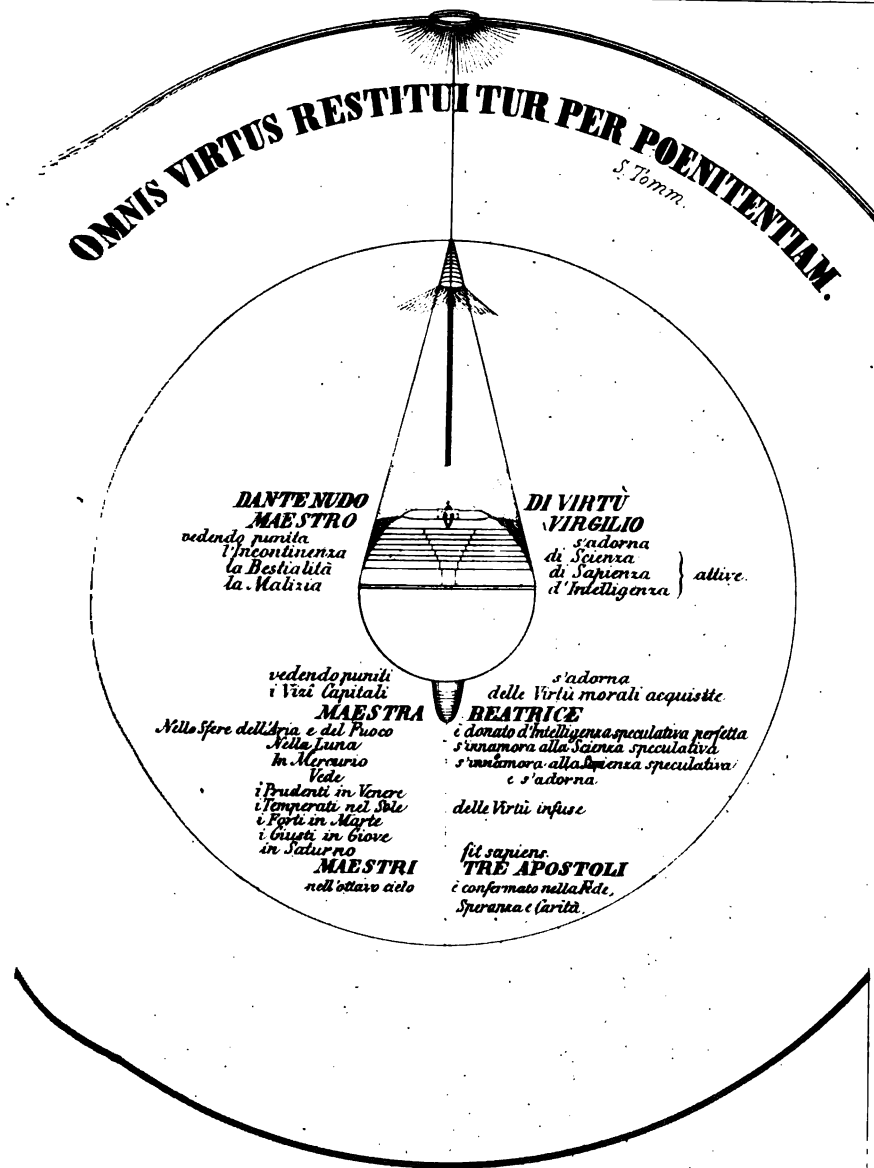 OMNIS VIRTUS RESTITUITUR PER POENITENTIAM.
S. Tomm.
DANTE NUDO DI VIRTÙ
MAESTRO VIRGILIO
vedendo punita s'adorna
l'Incontinenza di Scienza
la Bestialità di Sapienza } attive.
la Malizia d'Intelligenza
vedendo puniti s'adorna
i Vizî Capitali delle Virtù morali acquisite
MAESTRA BEATRICE
Nello Sfere dell'Aria e del Fuoco è donato d'Intelligenza speculativa perfetta
Nella Luna s'innamora alla Scienza speculativa
In Mercurio s'innamora alla Sapienza speculativa
Vede e s'adorna
i Prudenti in Venere
i Temperati nel Sole delle Virtù infuse
i Forti in Marte
i Giusti in Giove
in Saturno fit sapiens.
MAESTRI TRE APOSTOLI
nell'ottavo cielo è confermato nella Fede,
Speranza e Carità.